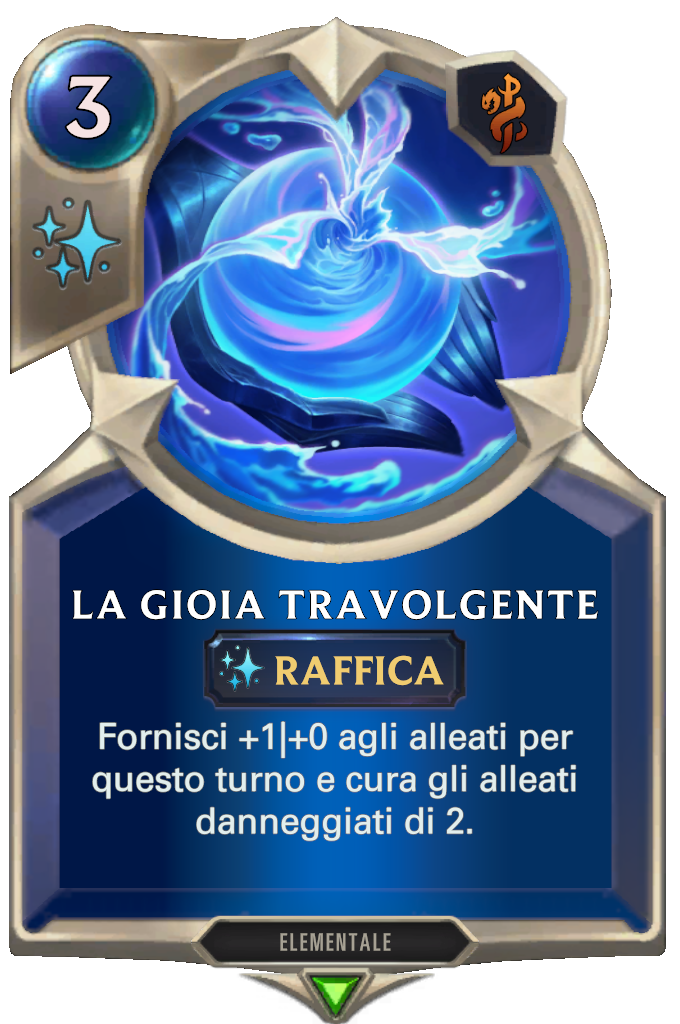 3
LA GIOIA TRAVOLGENTE
RAFFICA
Fornisci +1|+0 agli alleati per
questo turno e cura gli alleati
danneggiati di 2.
ELEMENTALE